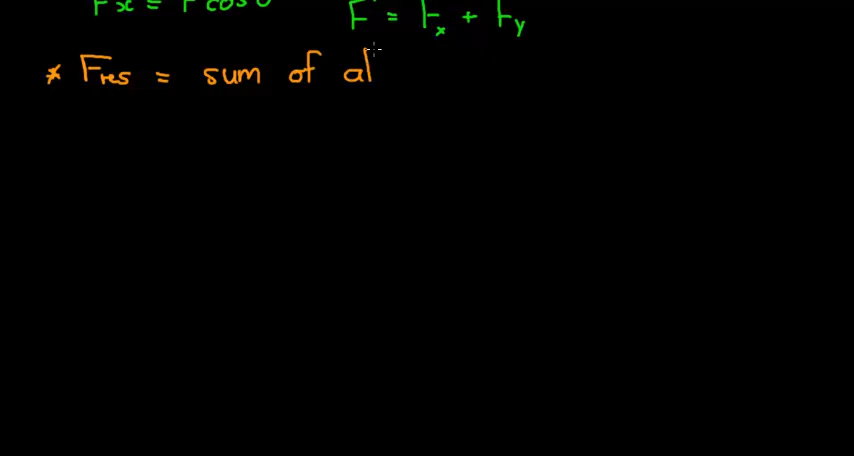 Fx = F cos θ
F = Fx + Fy
* Fres = sum of al